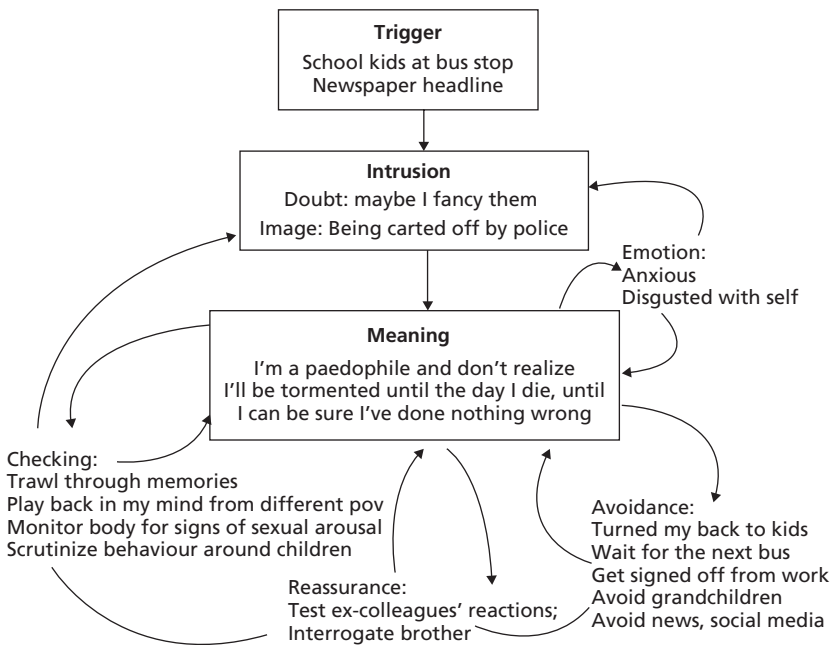 Trigger
School kids at bus stop
Newspaper headline
Intrusion
Doubt: maybe I fancy them
Image: Being carted off by police
Emotion:
Anxious
Disgusted with self
Meaning
I'm a paedophile and don't realize
I'll be tormented until the day I die, until
I can be sure I've done nothing wrong
Checking:
Trawl through memories
Play back in my mind from different pov
Monitor body for signs of sexual arousal
Scrutinize behaviour around children
Reassurance:
Test ex-colleagues' reactions;
Interrogate brother
Avoidance:
Turned my back to kids
Wait for the next bus
Get signed off from work
Avoid grandchildren
Avoid news, social media